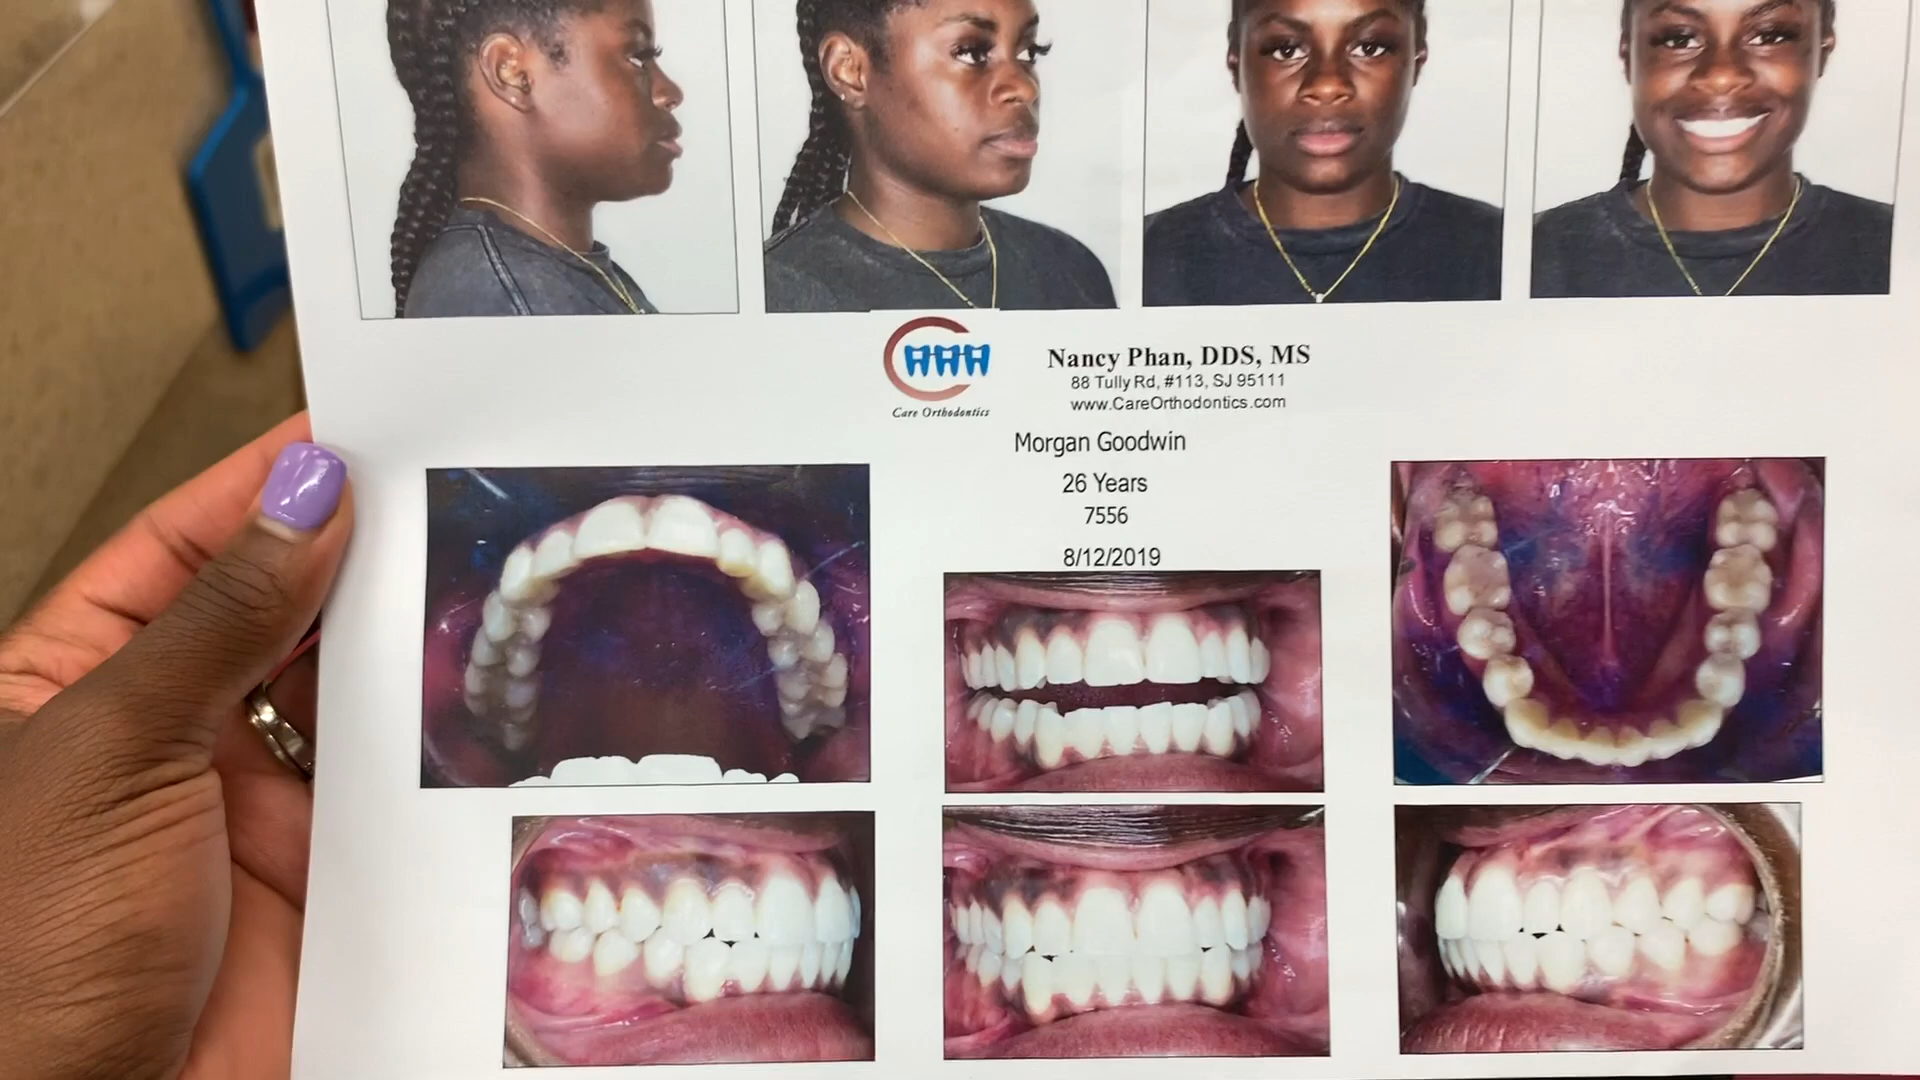 Nancy Phan, DDS, MS
88 Tully Rd, #113, SJ 95111
www.CareOrthodontics.com
Care Orthodontics
Morgan Goodwin
26 Years
7556
8/12/2019